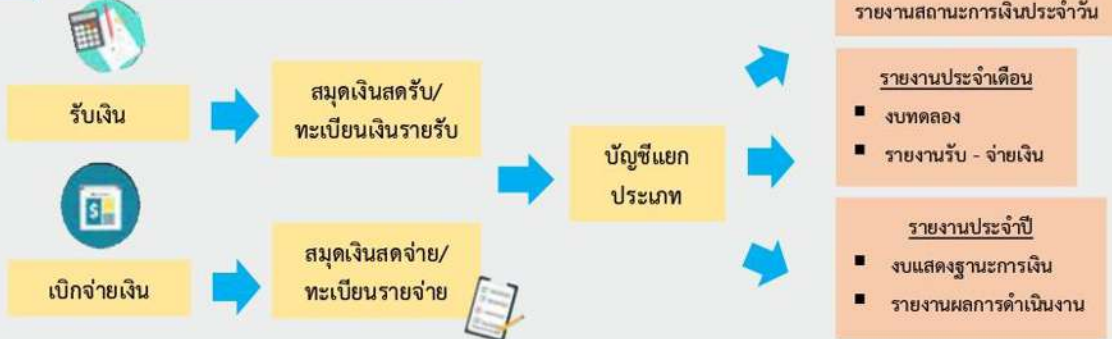 รับเงิน
สมุดเงินสดรับ/
ทะเบียนเงินรายรับ
เบิกจ่ายเงิน
สมุดเงินสดจ่าย/
ทะเบียนรายจ่าย
บัญชีแยก
ประเภท
รายงานสถานะการเงินประจำวัน
รายงานประจำเดือน
▪ งบทดลอง
▪ รายงานรับ - จ่ายเงิน
รายงานประจำปี
▪ งบแสดงฐานะการเงิน
▪ รายงานผลการดำเนินงาน